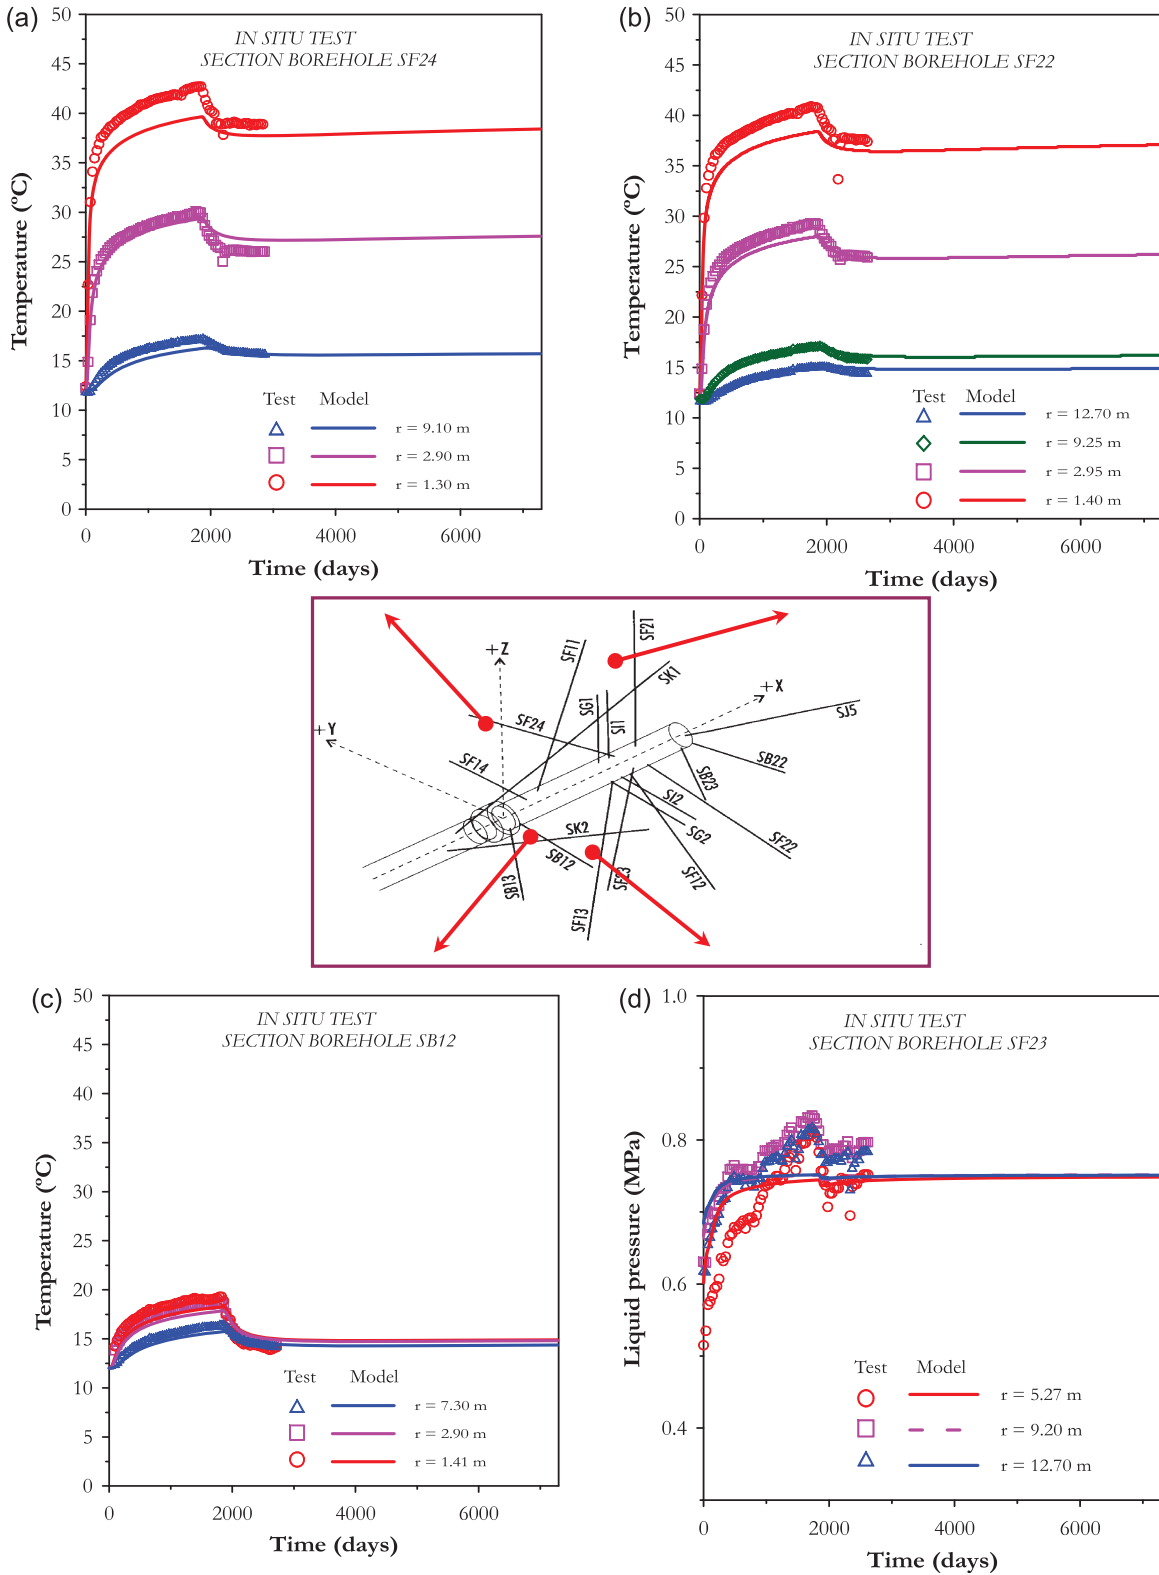 (a)
IN SITU TEST
SECTION BOREHOLE SF24
50
45
40
35
30
25
20
15
10
5
0
Temperature (ºC)
Test Model
r = 9.10 m
r = 2.90 m
r = 1.30 m
0 2000 4000 6000
Time (days)
(b)
IN SITU TEST
SECTION BOREHOLE SF22
50
45
40
35
30
25
20
15
10
5
0
Temperature (ºC)
Test Model
r = 12.70 m
r = 9.25 m
r = 2.95 m
r = 1.40 m
0 2000 4000 6000
Time (days)
+Z
SF11
SF21
SK1
SG1
SI1
+X
SJ5
+Y
SF24
SF14
SB22
SB23
SI2
SG2
SF22
SK2
SB12
SB13
SF13
SF12
(c)
IN SITU TEST
SECTION BOREHOLE SB12
50
45
40
35
30
25
20
15
10
5
0
Temperature (ºC)
Test Model
r = 7.30 m
r = 2.90 m
r = 1.41 m
0 2000 4000 6000
Time (days)
(d)
IN SITU TEST
SECTION BOREHOLE SF23
1.0
0.8
0.6
0.4
Liquid pressure (MPa)
Test Model
r = 5.27 m
r = 9.20 m
r = 12.70 m
0 2000 4000 6000
Time (days)